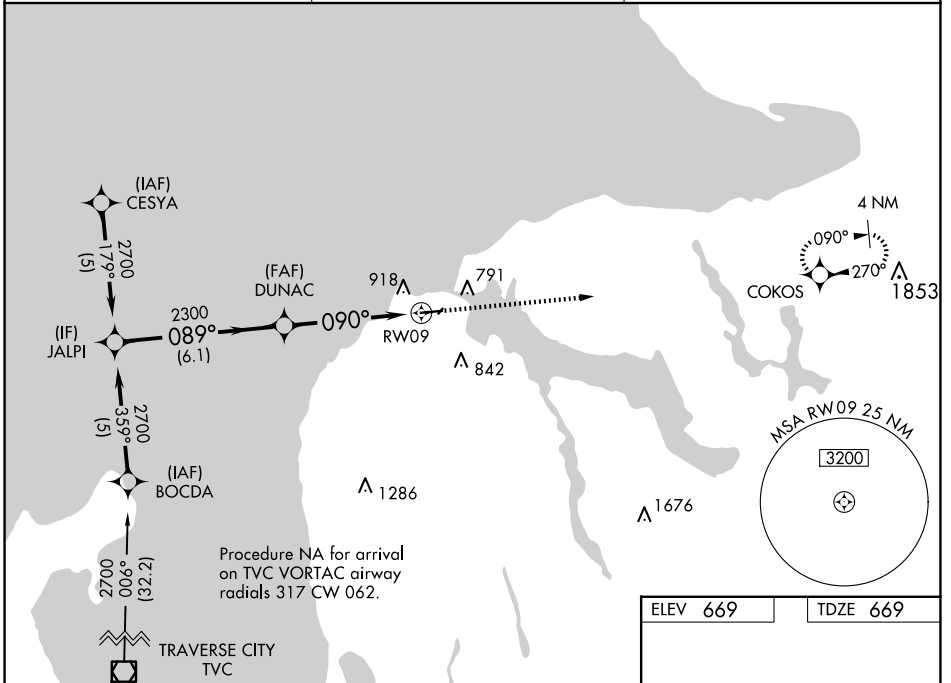 (IAF)
CESYA
2700
179°
(5)
4 NM
090°
270°
COKOS
1853
(FAF)
DUNAC
918
791
2300
089°
(6.1)
090°
RW09
(IF)
JALPI
842
2700
359°
(5)
MSA RW09 25 NM
3200
(IAF)
BOCDA
1286
1676
Procedure NA for arrival
on TVC VORTAC airway
radials 317 CW 062.
2700
006°
(32.2)
TRAVERSE CITY
TVC
ELEV 669
TDZE 669